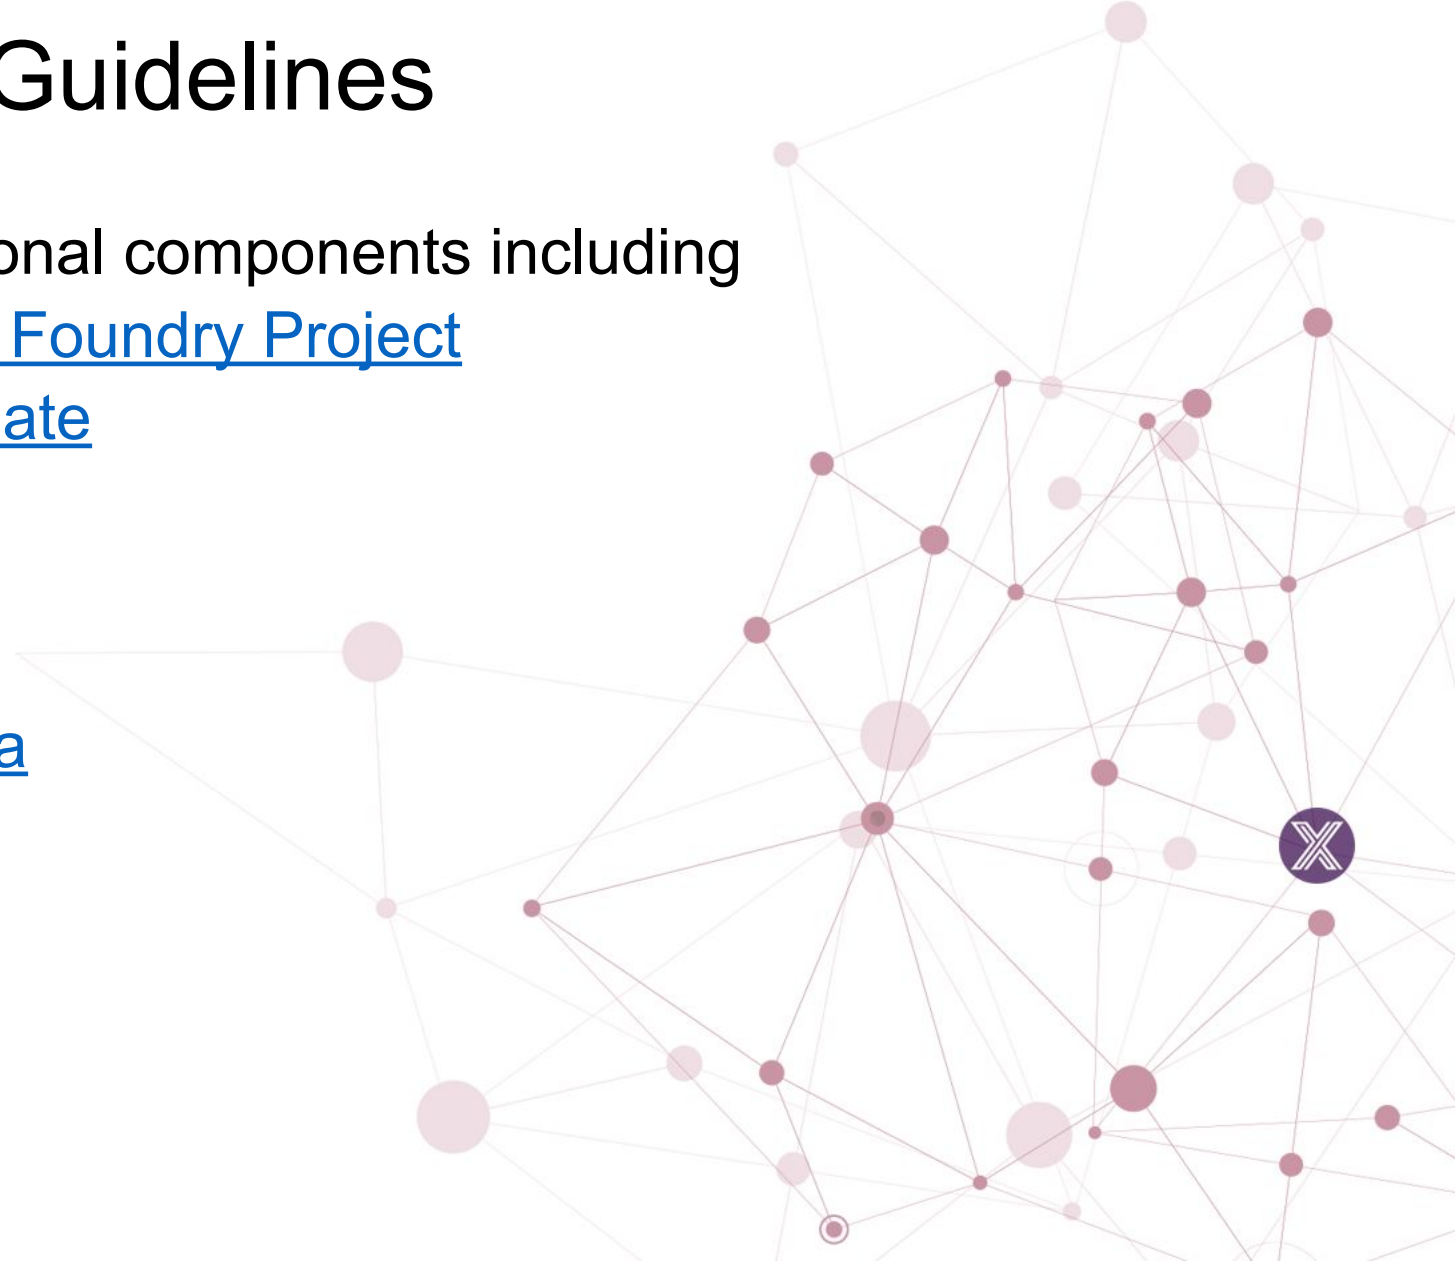 Guidelines
onal components including
Foundry Project
ate
a